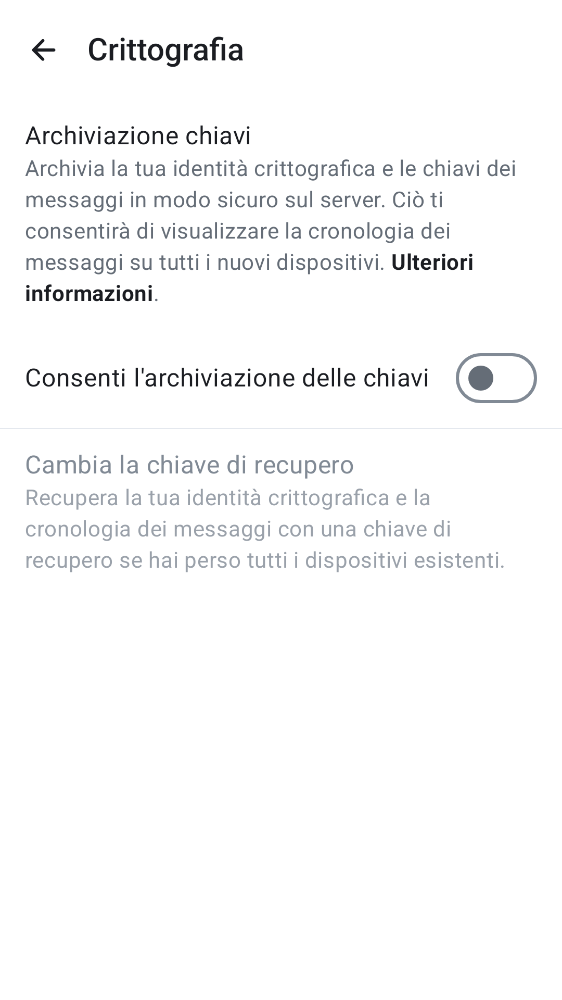 Crittografia
Archiviazione chiavi
Archivia la tua identità crittografica e le chiavi dei
messaggi in modo sicuro sul server. Ciò ti
consentirà di visualizzare la cronologia dei
messaggi su tutti i nuovi dispositivi. Ulteriori
informazioni.
Consenti l'archiviazione delle chiavi
Cambia la chiave di recupero
Recupera la tua identità crittografica e la
cronologia dei messaggi con una chiave di
recupero se hai perso tutti i dispositivi esistenti.